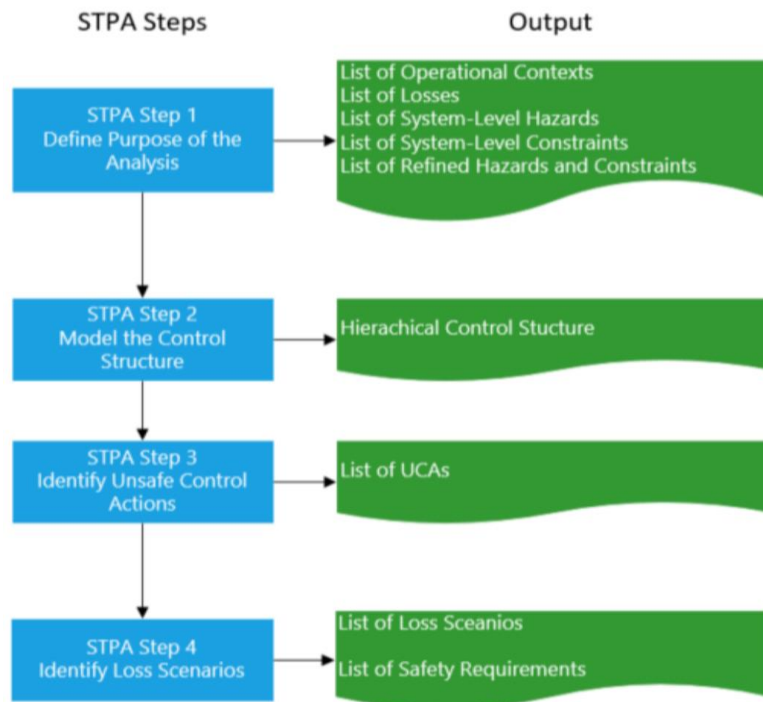 STPA Steps
Output
STPA Step 1
Define Purpose of the
Analysis
List of Operational Contexts
List of Losses
List of System-Level Hazards
List of System-Level Constraints
List of Refined Hazards and Constraints
STPA Step 2
Model the Control
Structure
Hierachical Control Stucture
STPA Step 3
Identify Unsafe Control
Actions
List of UCAs
STPA Step 4
Identify Loss Scenarios
List of Loss Sceanios
List of Safety Requirements